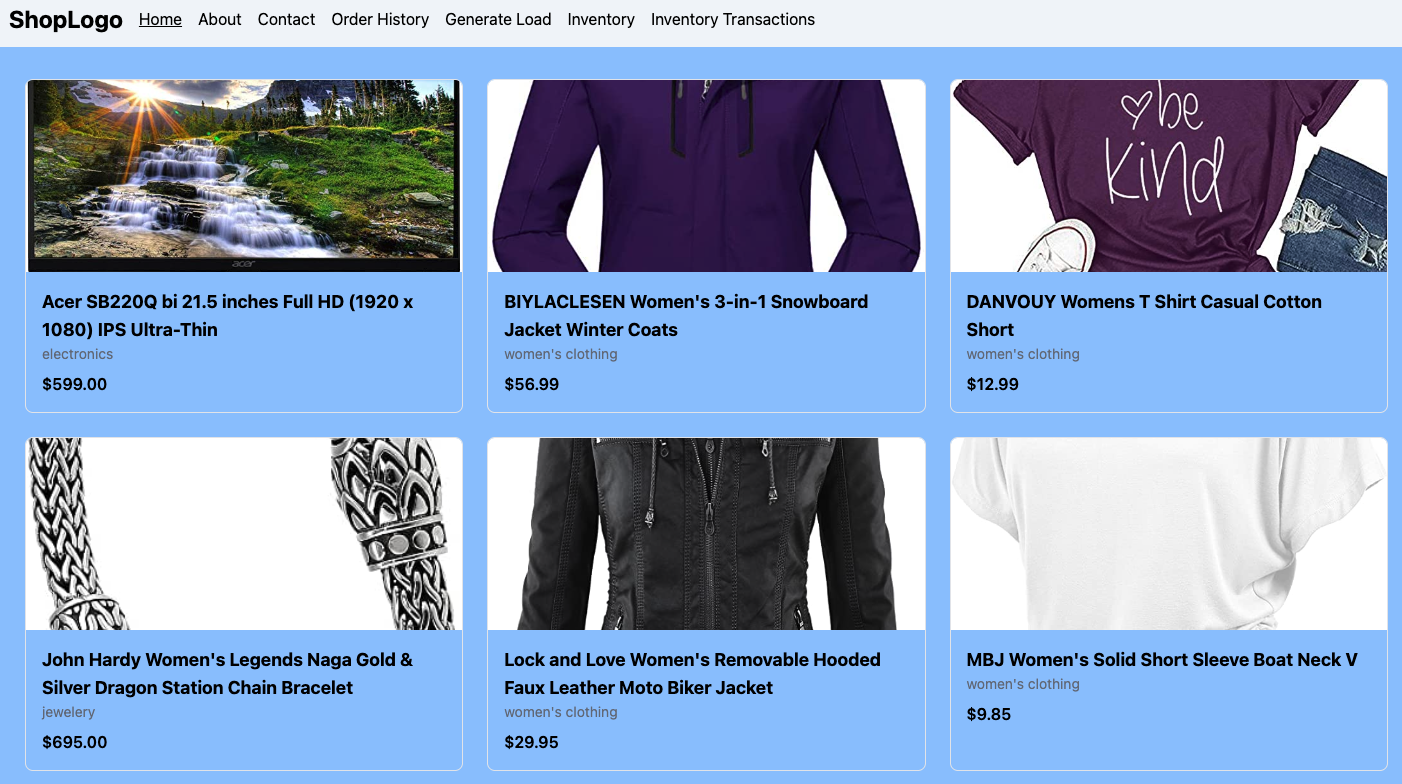 ShopLogo Home About Contact Order History Generate Load Inventory Inventory Transactions
acer
be
kind
Acer SB220Q bi 21.5 inches Full HD (1920 x
1080) IPS Ultra-Thin
electronics
$599.00
BIYLACLESEN Women's 3-in-1 Snowboard
Jacket Winter Coats
women's clothing
$56.99
DANVOUY Womens T Shirt Casual Cotton
Short
women's clothing
$12.99
John Hardy Women's Legends Naga Gold &
Silver Dragon Station Chain Bracelet
jewelery
$695.00
Lock and Love Women's Removable Hooded
Faux Leather Moto Biker Jacket
women's clothing
$29.95
MBJ Women's Solid Short Sleeve Boat Neck V
women's clothing
$9.85